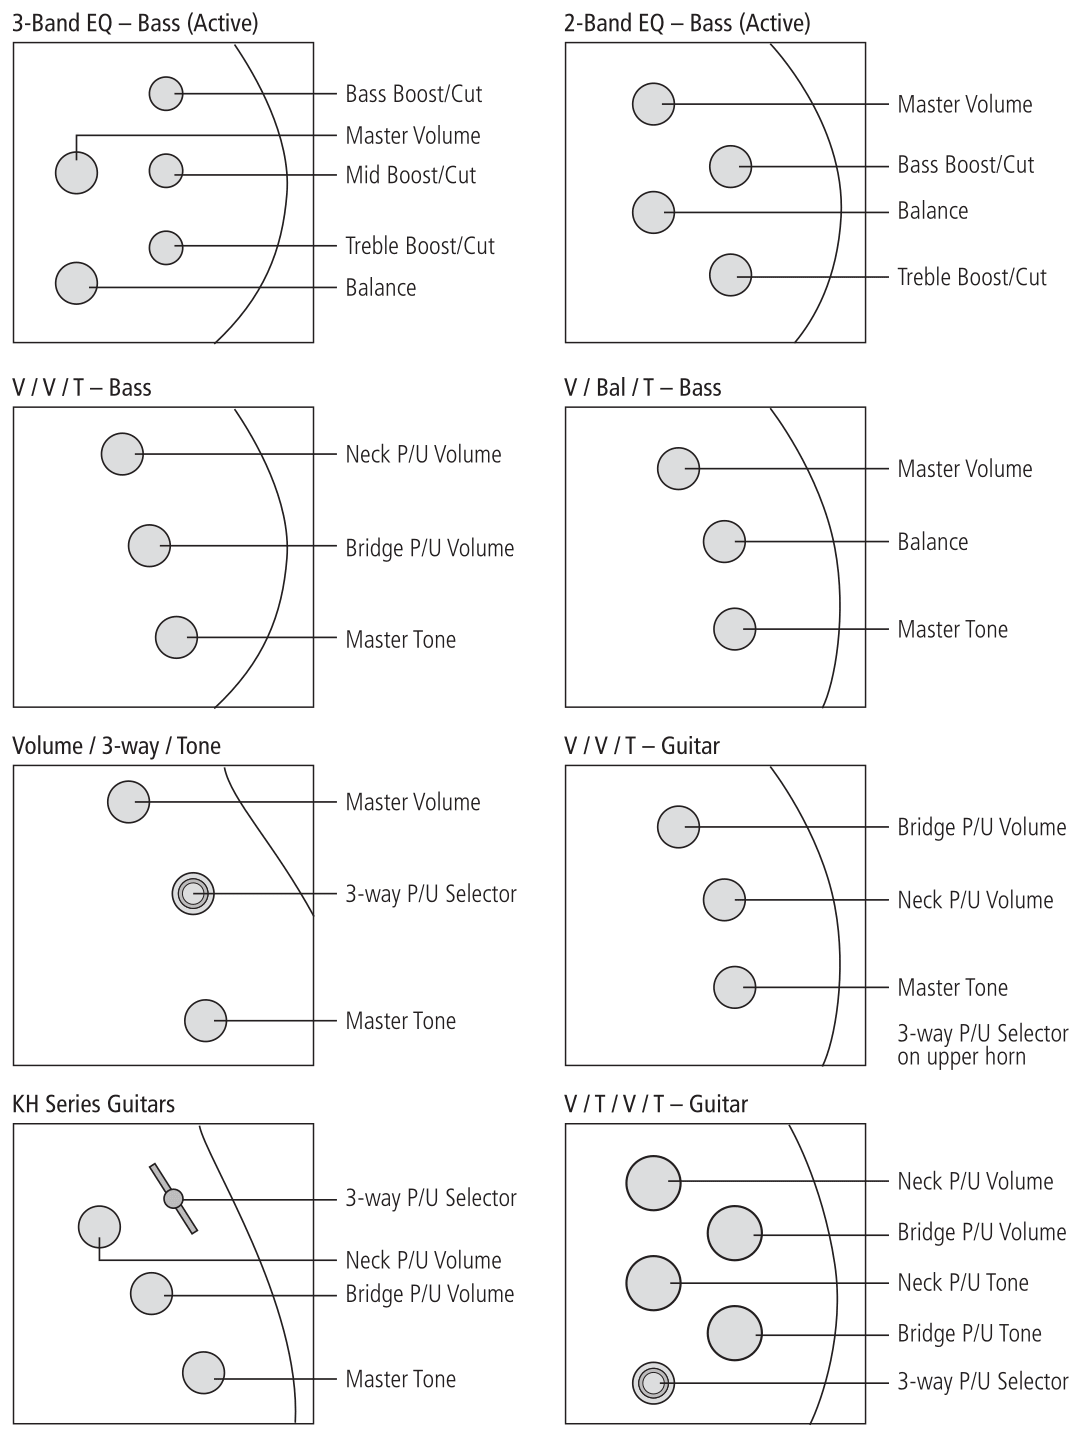 3-Band EQ – Bass (Active)
Bass Boost/Cut
Master Volume
Mid Boost/Cut
Treble Boost/Cut
Balance
2-Band EQ – Bass (Active)
Master Volume
Bass Boost/Cut
Balance
Treble Boost/Cut
V / V / T – Bass
Neck P/U Volume
Bridge P/U Volume
Master Tone
V / Bal / T – Bass
Master Volume
Balance
Master Tone
Volume / 3-way / Tone
Master Volume
3-way P/U Selector
Master Tone
V / V / T – Guitar
Bridge P/U Volume
Neck P/U Volume
Master Tone
3-way P/U Selector
on upper horn
KH Series Guitars
3-way P/U Selector
Neck P/U Volume
Bridge P/U Volume
Master Tone
V / T / V / T – Guitar
Neck P/U Volume
Bridge P/U Volume
Neck P/U Tone
Bridge P/U Tone
3-way P/U Selector